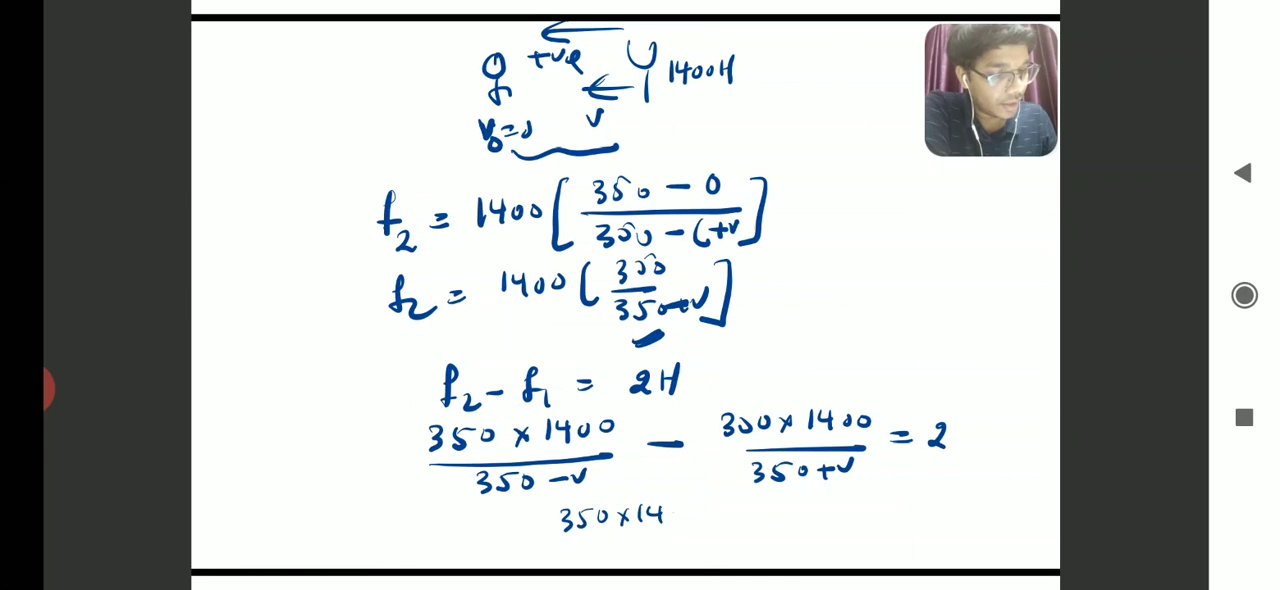 +ve 1400H
v₀=0 v
f₂ = 1400 [ (350 - 0) / (350 - (+v) ]
f₂ = 1400 ( 350 / 350-v ]
f₂ - f₁ = 2H
350 × 1400 / 350 - v - 300 × 1400 / 350 + v = 2
350 × 14